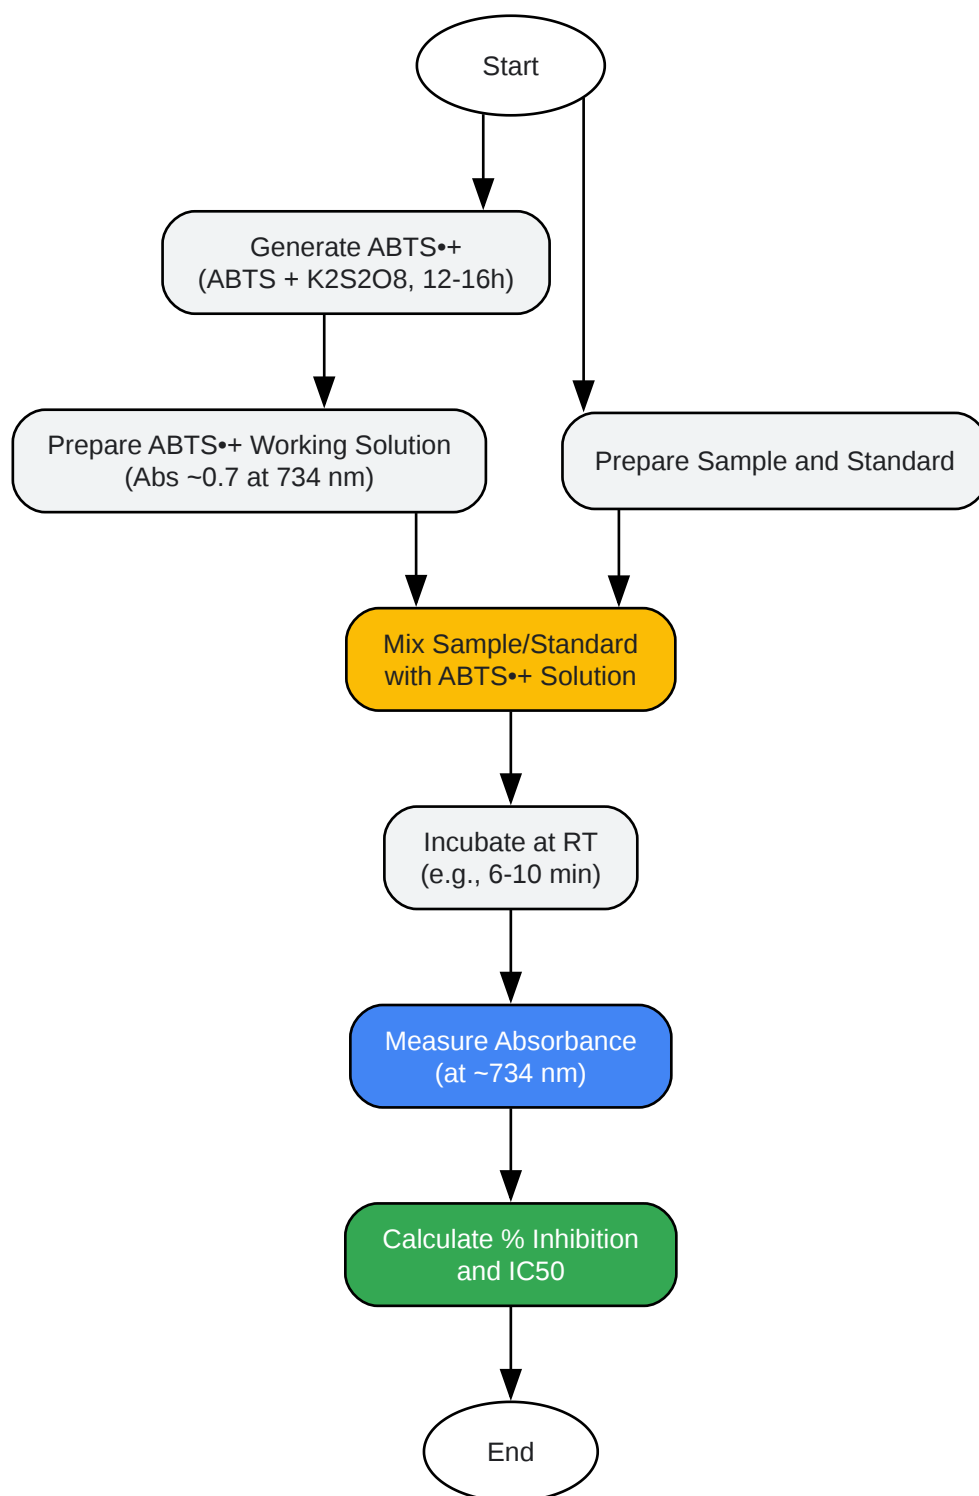 Start
Generate ABTS•+
(ABTS + K2S2O8, 12-16h)
Prepare ABTS•+ Working Solution
(Abs ~0.7 at 734 nm)
Prepare Sample and Standard
Mix Sample/Standard
with ABTS•+ Solution
Incubate at RT
(e.g., 6-10 min)
Measure Absorbance
(at ~734 nm)
Calculate % Inhibition
and IC50
End